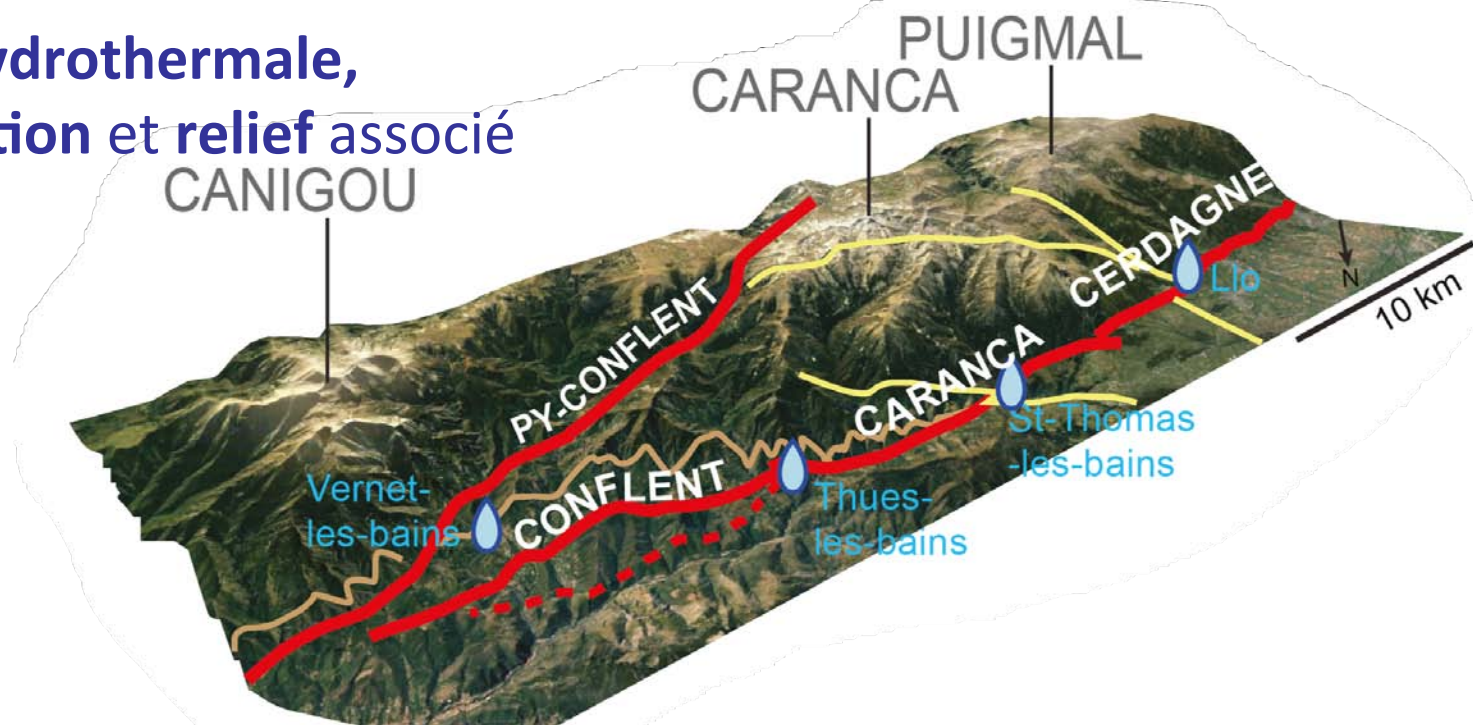 ydrothermale,
tion et relief associé
PUIGMAL
CARANCA
CANIGOU
CERDAGNE
Llo
N
10 km
PY-CONFLENT
CARANCA
St-Thomas
-les-bains
Vernet-
les-bains
CONFLENT
Thues-
les-bains